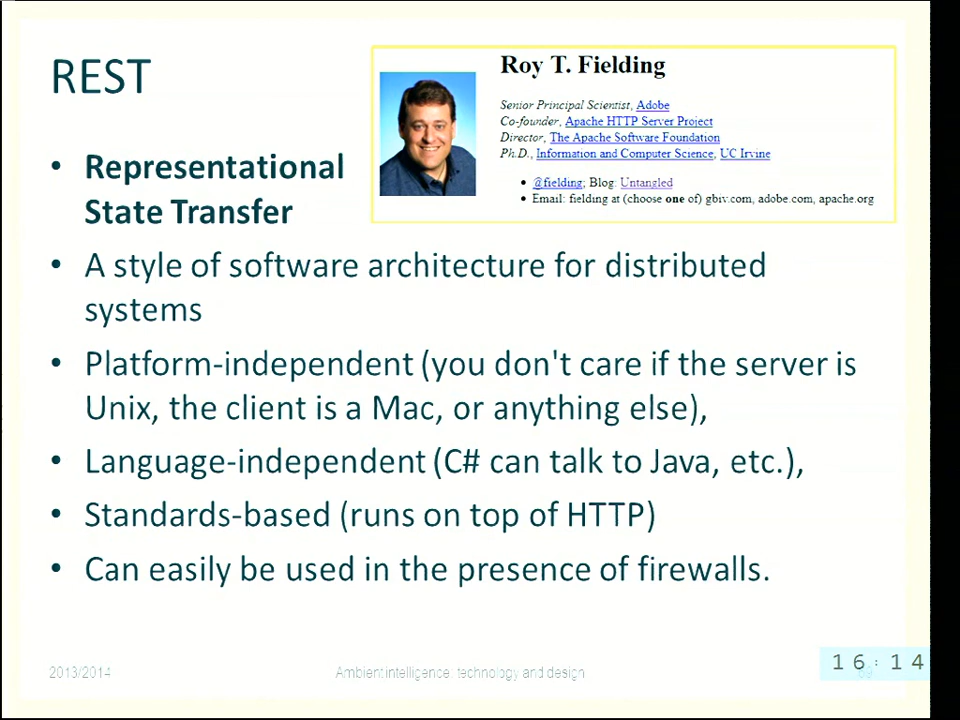 REST
Roy T. Fielding
Senior Principal Scientist, Adobe
Co-founder, Apache HTTP Server Project
Director, The Apache Software Foundation
Ph.D., Information and Computer Science, UC Irvine
• @fielding; Blog: Untangled
• Email: fielding at (choose one of) gbiv.com, adobe.com, apache.org
• Representational
State Transfer
• A style of software architecture for distributed
systems
• Platform-independent (you don't care if the server is
Unix, the client is a Mac, or anything else),
• Language-independent (C# can talk to Java, etc.),
• Standards-based (runs on top of HTTP)
• Can easily be used in the presence of firewalls.
2013/2014
Ambient intelligence: technology and design
16:14